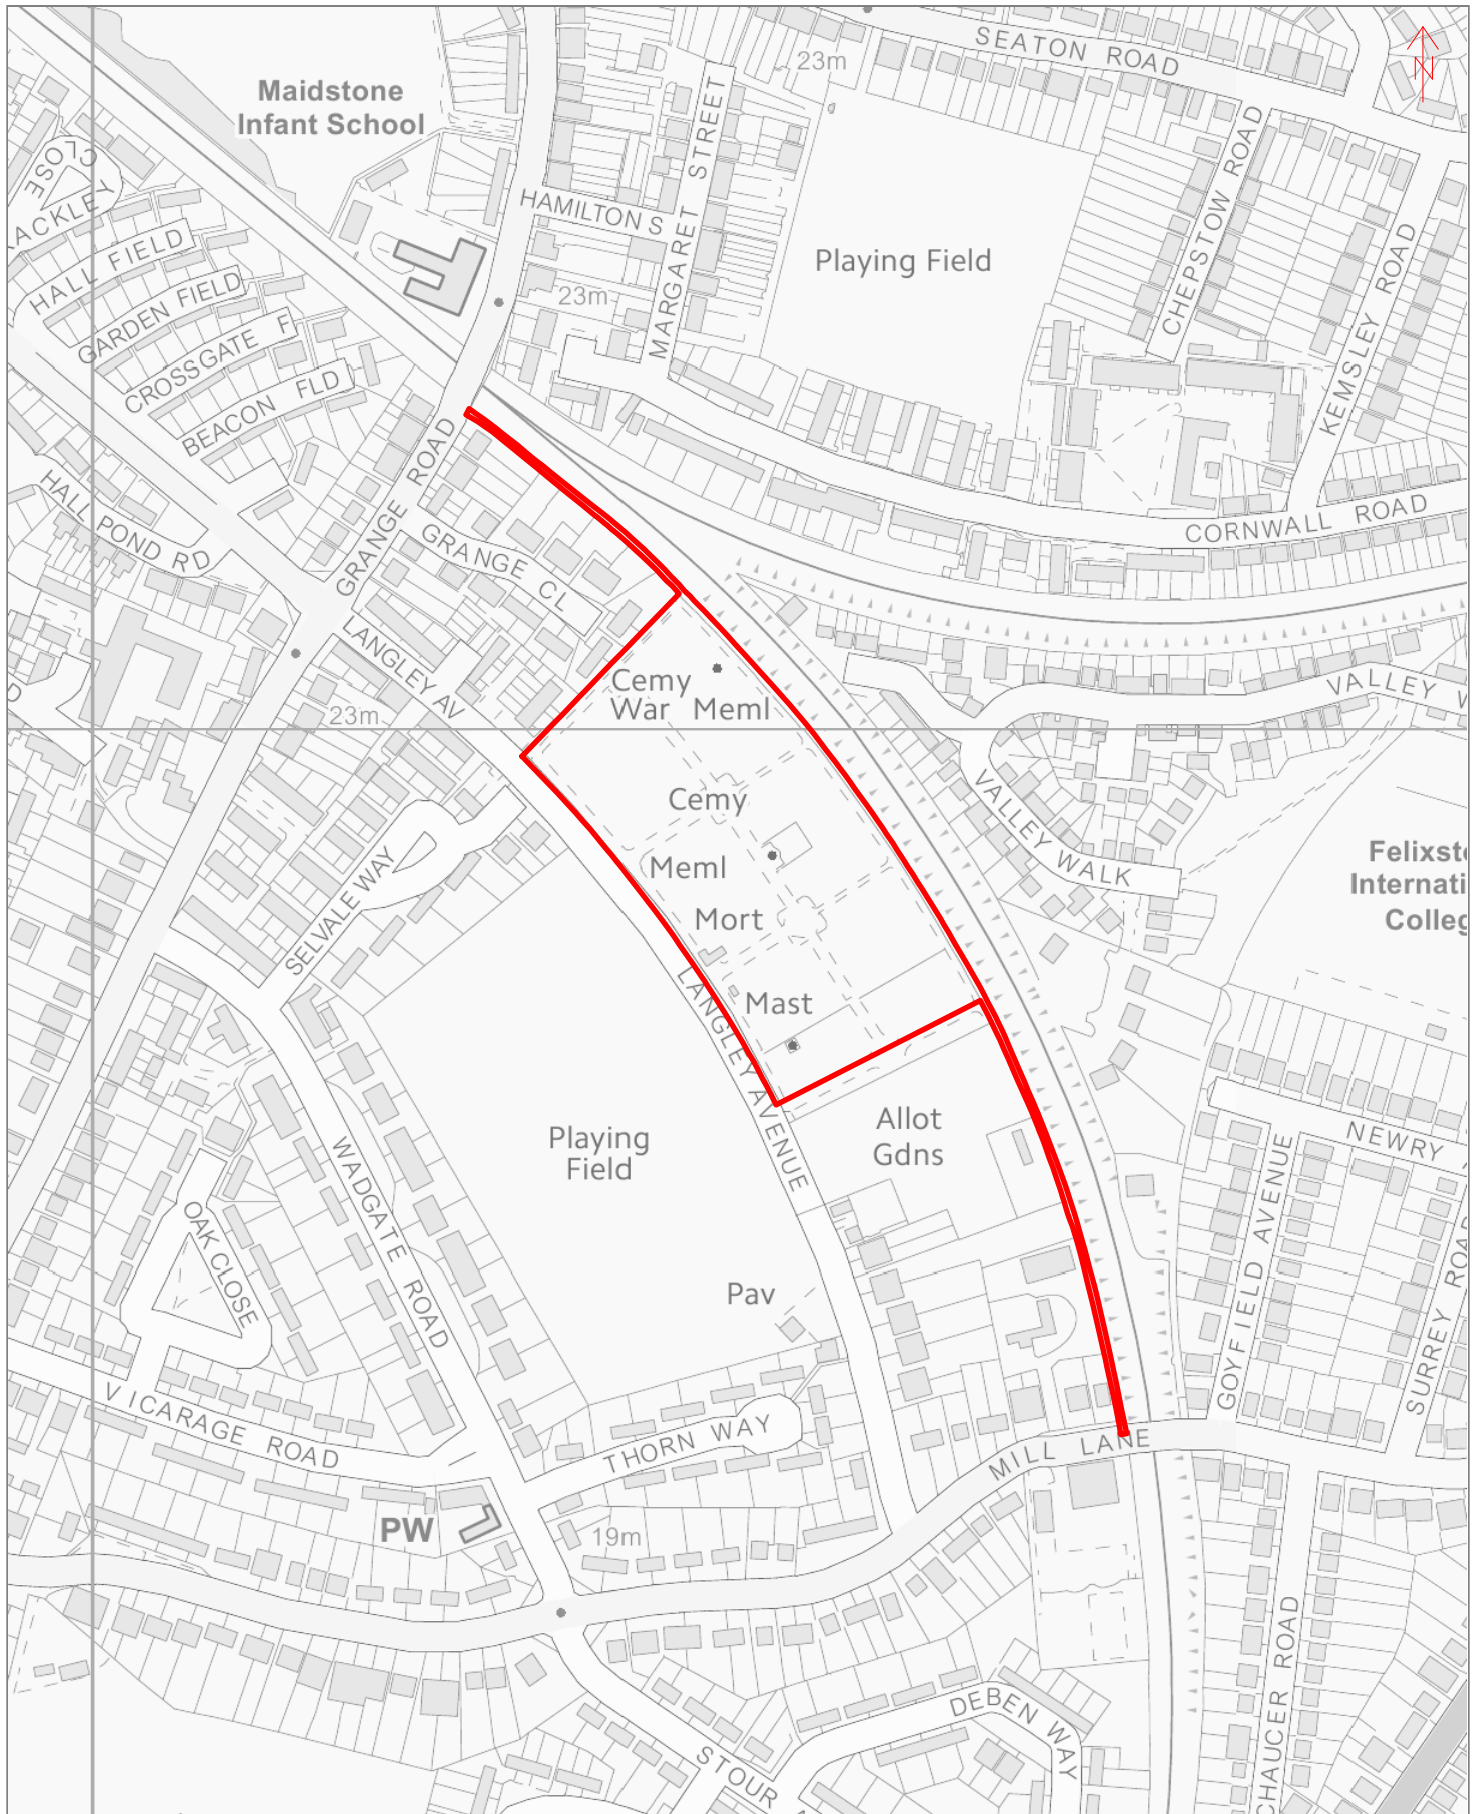 SEATON ROAD
N
23m
Maidstone
Infant School
CLOSE
RACKLEY
HALL FIELD
GARDEN FIELD
CROSSGATE F
BEACON FLD
HAMILTON S
MARGARET STREET
23m
Playing Field
CHEPSTOW ROAD
KEMSLEY ROAD
CORNWALL ROAD
HALL POND RD
GRANGE ROAD
GRANGE CL
LANGLEY AV
23m
D
Cemy
War Meml
VALLEY W
VALLEY WALK
Cemy
Meml
Mort
Mast
SELVALE WAY
Felixst
Internati
Colleg
LANGLEY AVENUE
Playing
Field
Allot
Gdns
NEWRY A
GOYFIELD AVENUE
SURREY ROAD
WADGATE ROAD
OAK CLOSE
Pav
VICARAGE ROAD
THORN WAY
MILL LANE
PW
19m
DEBEN WAY
CHAUCER ROAD
STOUR A